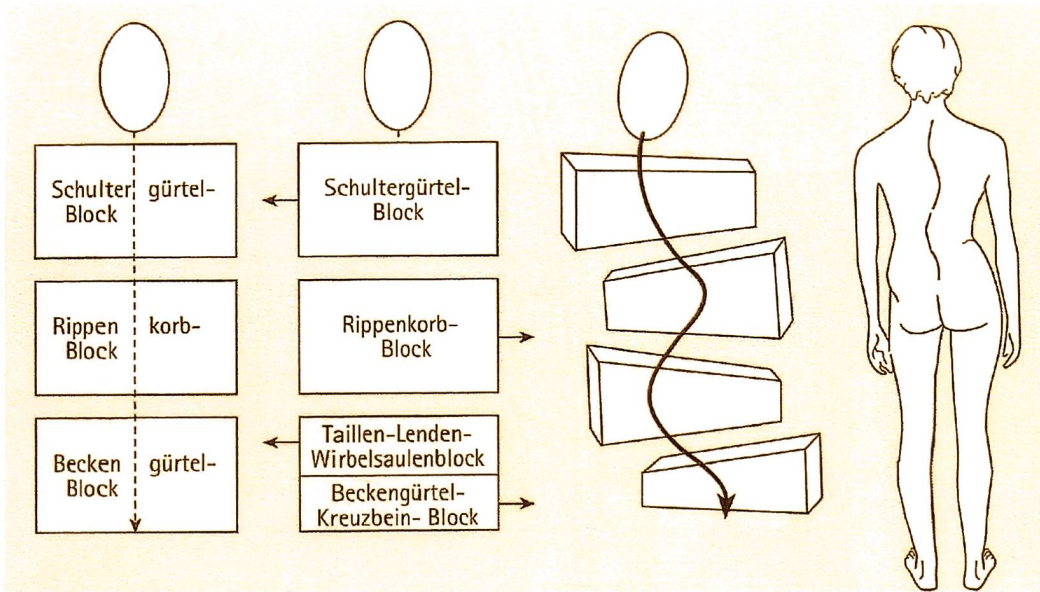 Schulter gürtel-
Block
Rippen korb-
Block
Becken gürtel-
Block
Schultergürtel-
Block
Rippenkorb-
Block
Taillen-Lenden-
Wirbelsaulenblock
Beckengürtel-
Kreuzbein- Block